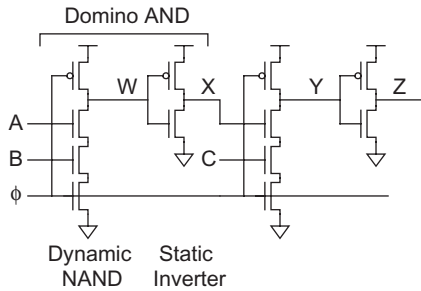 Domino AND
W
X
Y
Z
A
B
C
ϕ
Dynamic
NAND
Static
Inverter